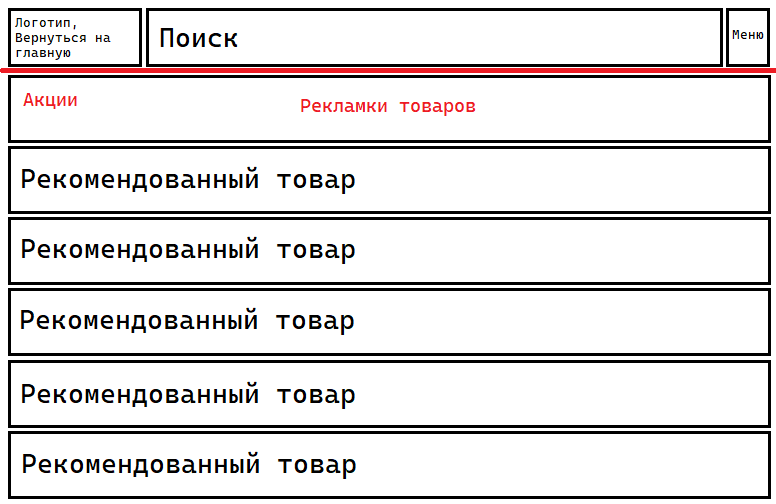 Логотип,
Вернуться на
главную
Поиск
Меню
Акции
Рекламки товаров
Рекомендованный товар
Рекомендованный товар
Рекомендованный товар
Рекомендованный товар
Рекомендованный товар